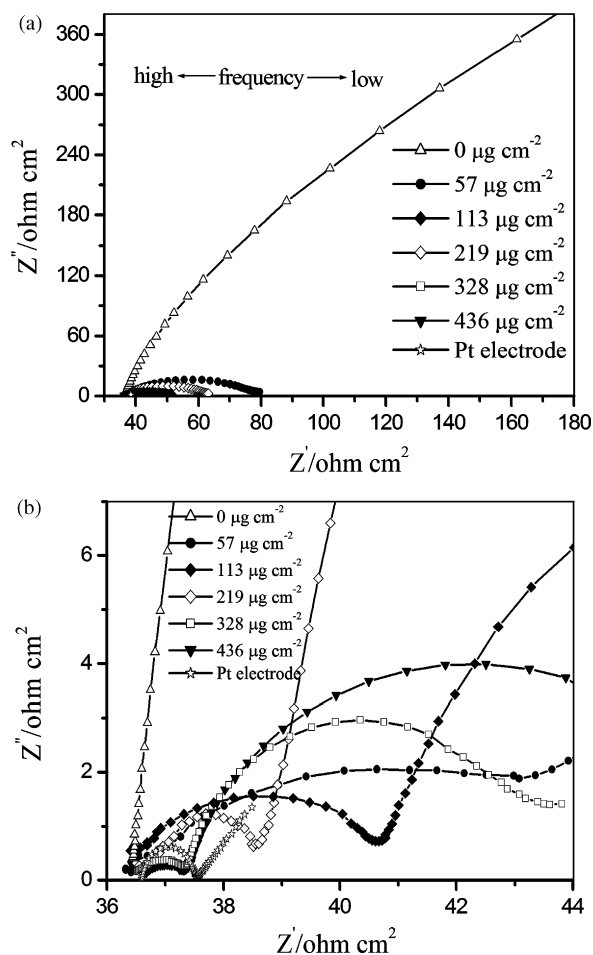 (a)
360
300
240
180
120
60
0
Z''/ohm cm²
high frequency low
0 μg cm⁻²
57 μg cm⁻²
113 μg cm⁻²
219 μg cm⁻²
328 μg cm⁻²
436 μg cm⁻²
Pt electrode
40 60 80 100 120 140 160 180
Z'/ohm cm²
(b)
6
4
2
0
Z''/ohm cm²
0 μg cm⁻²
57 μg cm⁻²
113 μg cm⁻²
219 μg cm⁻²
328 μg cm⁻²
436 μg cm⁻²
Pt electrode
36 38 40 42 44
Z'/ohm cm²